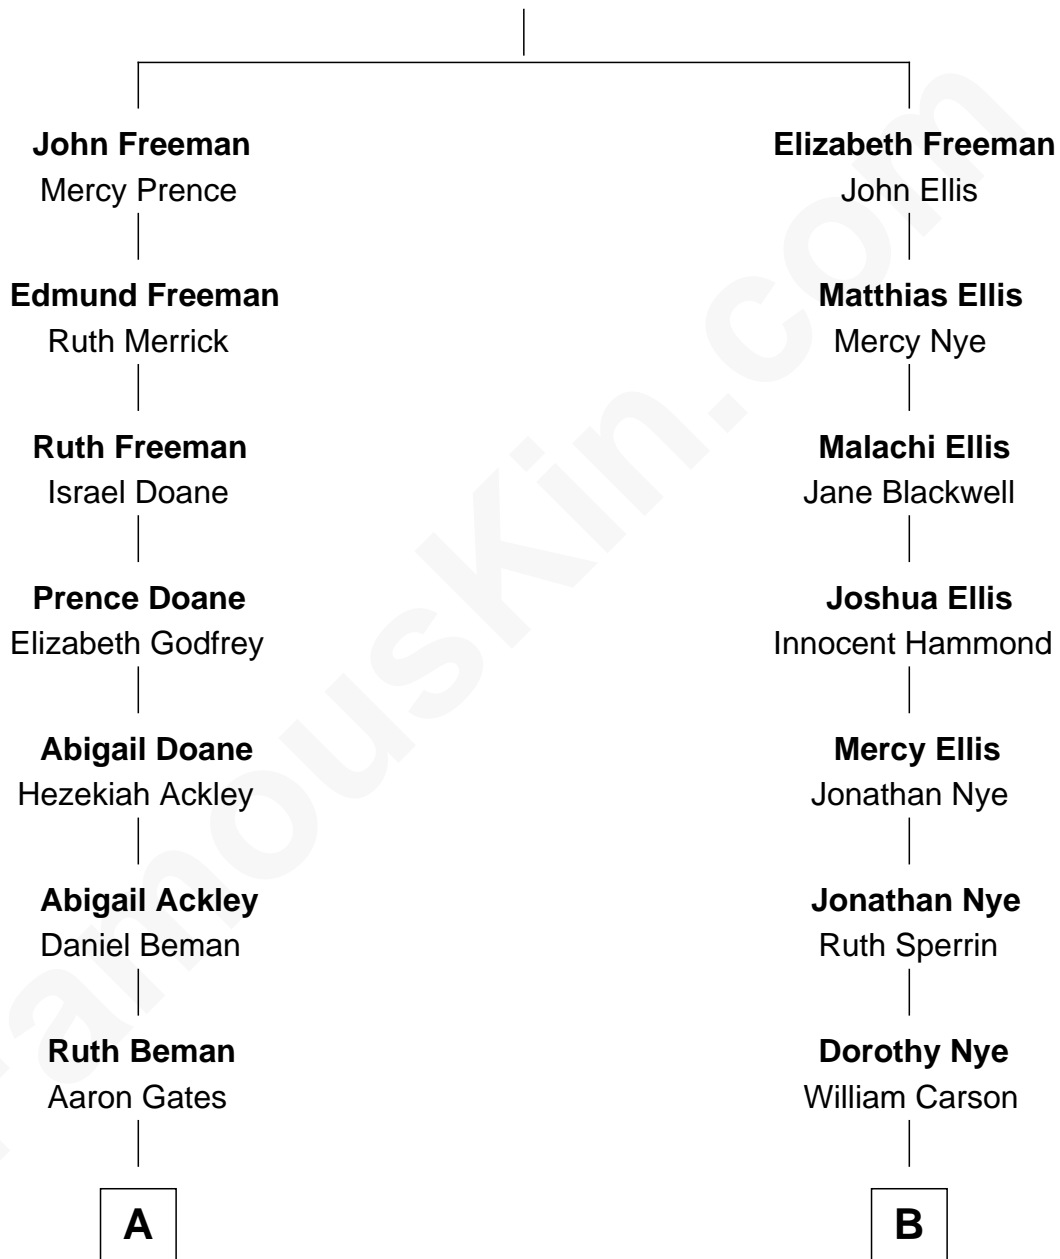 John Freeman
Mercy Prence
Edmund Freeman
Ruth Merrick
Ruth Freeman
Israel Doane
Prence Doane
Elizabeth Godfrey
Abigail Doane
Hezekiah Ackley
Abigail Ackley
Daniel Beman
Ruth Beman
Aaron Gates
A
Elizabeth Freeman
John Ellis
Matthias Ellis
Mercy Nye
Malachi Ellis
Jane Blackwell
Joshua Ellis
Innocent Hammond
Mercy Ellis
Jonathan Nye
Jonathan Nye
Ruth Sperrin
Dorothy Nye
William Carson
B
FamousKin.com